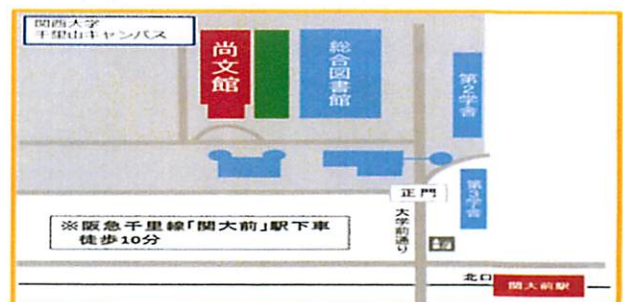 関西大学
千里山キャンパス
尚文館
総合図書館
第2学舎
正門
第3学舎
大学前通り
※阪急千里線「関大前」駅下車
徒歩10分
北口
関大前駅